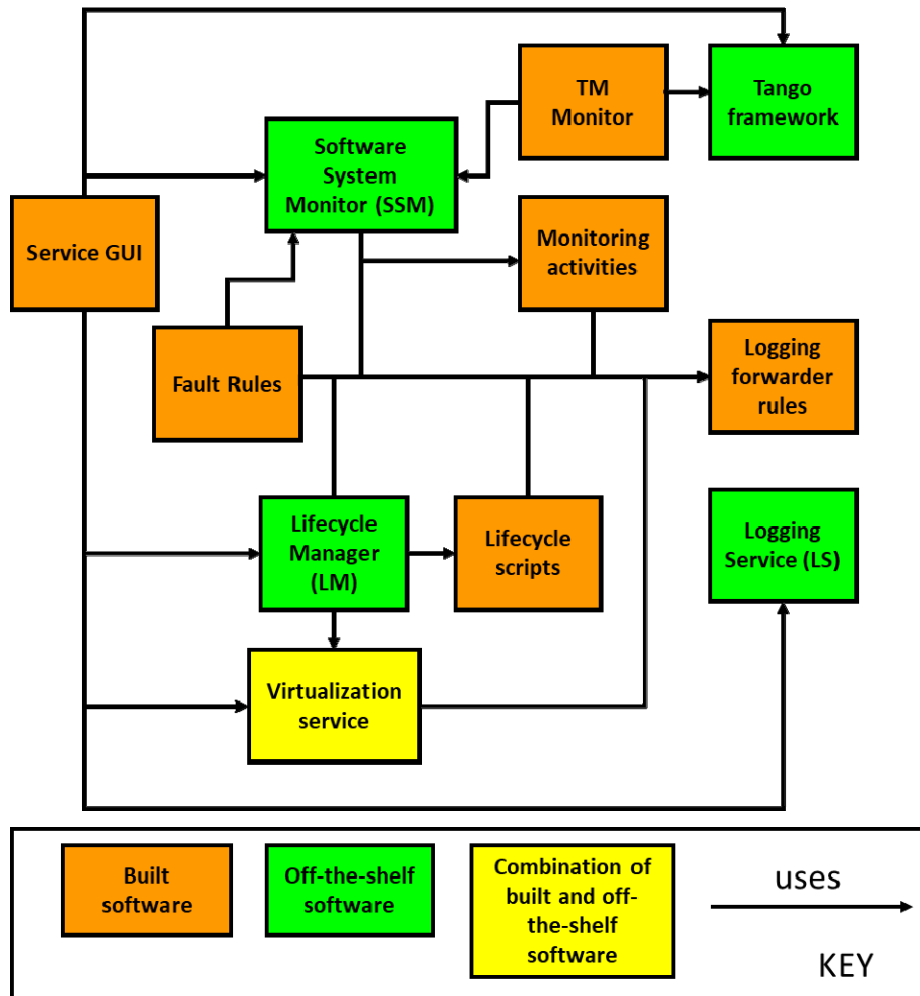 TM
Monitor
Tango
framework
Software
System
Monitor (SSM)
Service GUI
Monitoring
activities
Fault Rules
Logging
forwarder
rules
Lifecycle
Manager
(LM)
Lifecycle
scripts
Logging
Service (LS)
Virtualization
service
Built
software
Off-the-shelf
software
Combination of
built and off-
the-shelf
software
uses
KEY